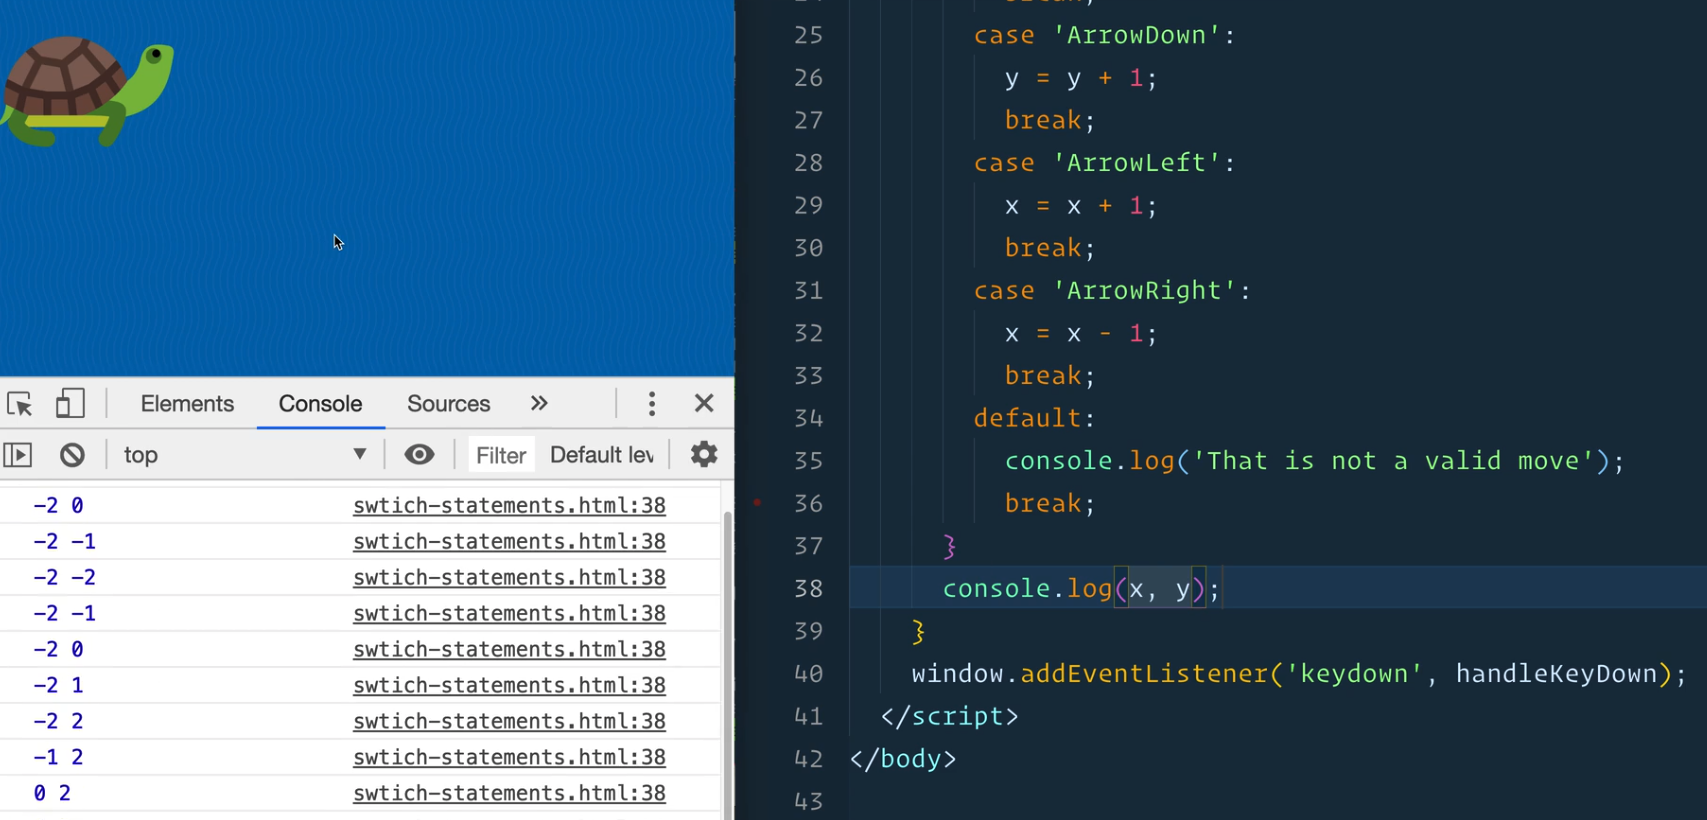 Elements Console Sources »
top Filter Default lev
-2 0 swtich-statements.html:38
-2 -1 swtich-statements.html:38
-2 -2 swtich-statements.html:38
-2 -1 swtich-statements.html:38
-2 0 swtich-statements.html:38
-2 1 swtich-statements.html:38
-2 2 swtich-statements.html:38
-1 2 swtich-statements.html:38
0 2 swtich-statements.html:38
25 case 'ArrowDown':
26 y = y + 1;
27 break;
28 case 'ArrowLeft':
29 x = x + 1;
30 break;
31 case 'ArrowRight':
32 x = x - 1;
33 break;
34 default:
35 console.log('That is not a valid move');
36 break;
37 }
38 console.log(x, y);
39 }
40 window.addEventListener('keydown', handleKeyDown);
41 </script>
42 </body>
43